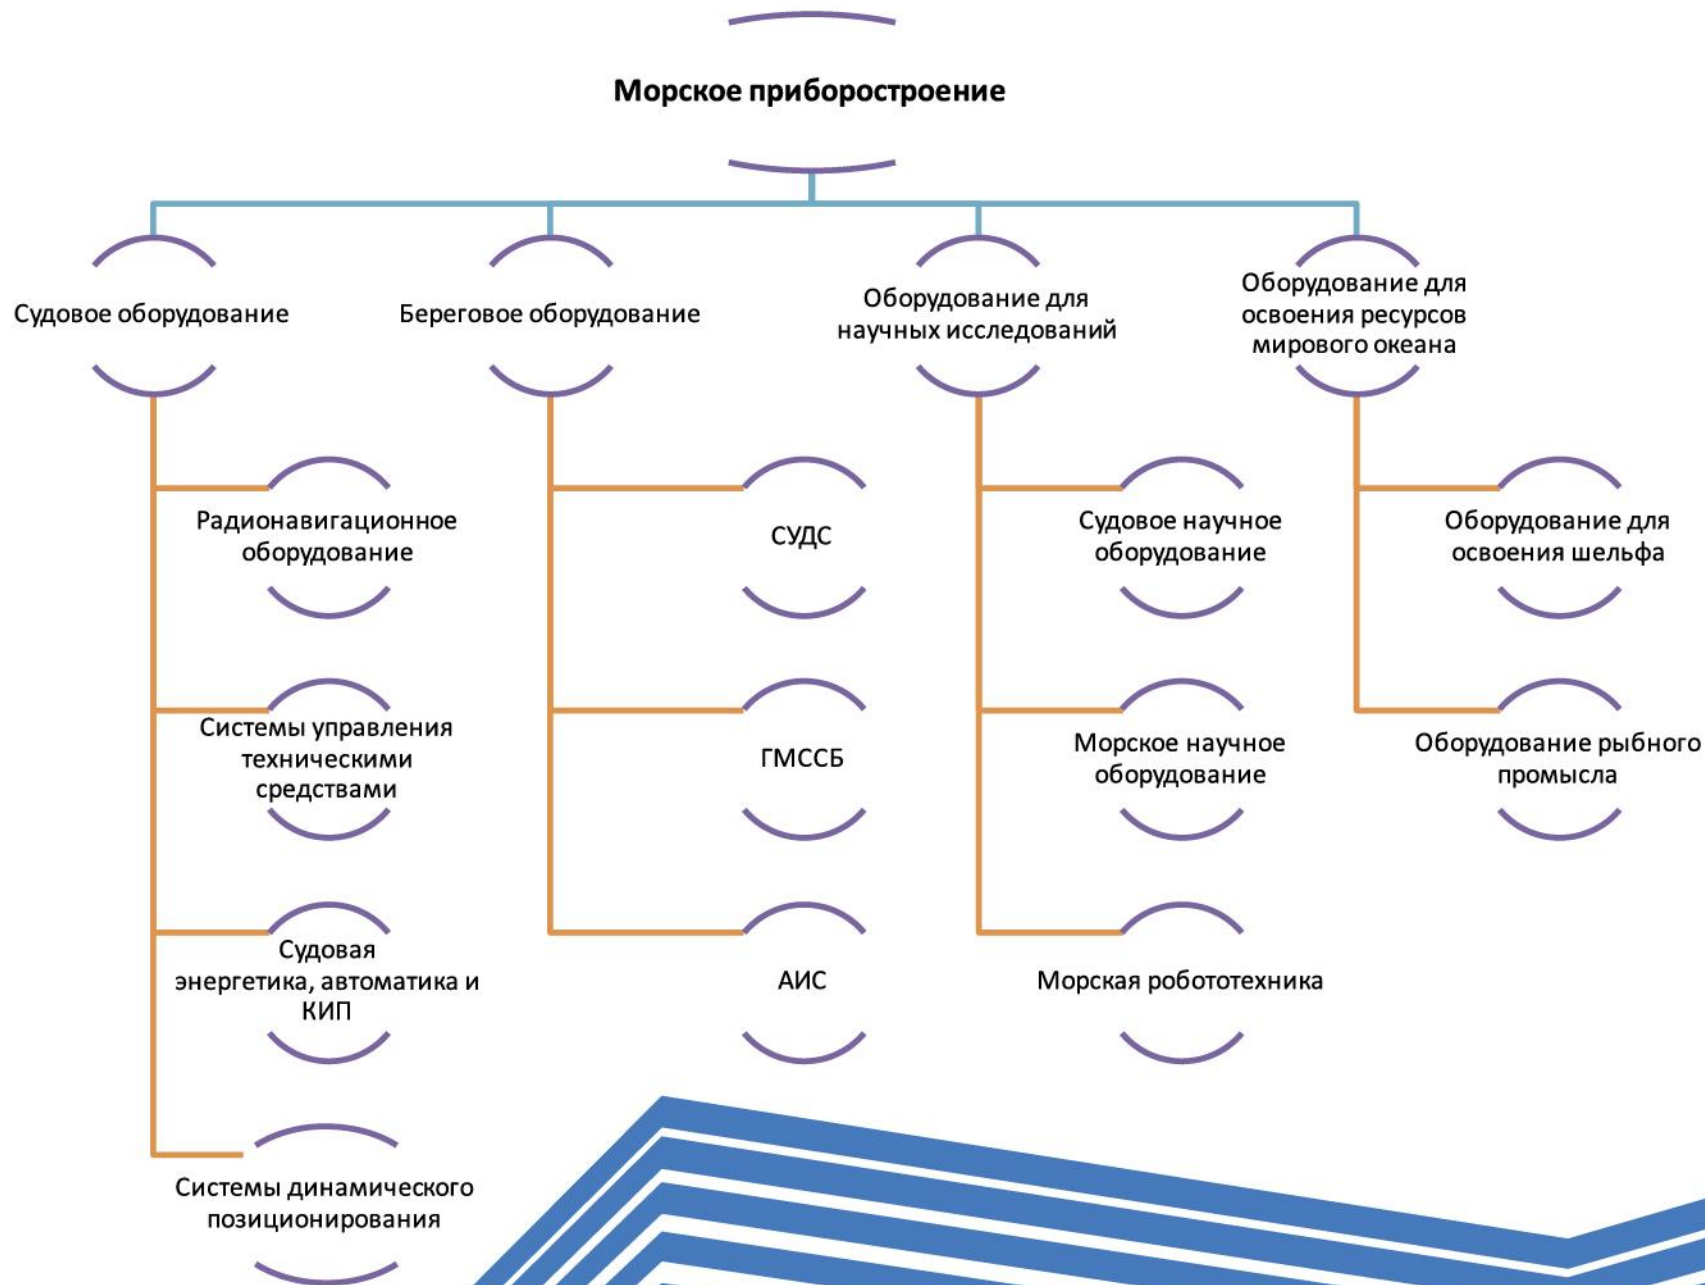 Морское приборостроение
Судовое оборудование
Береговое оборудование
Оборудование для
научных исследований
Оборудование для
освоения ресурсов
мирового океана
Радионавигационное
оборудование
СУДС
Судовое научное
оборудование
Оборудование для
освоения шельфа
Системы управления
техническими
средствами
ГМССБ
Морское научное
оборудование
Оборудование рыбного
промысла
Судовая
энергетика, автоматика и
КИП
АИС
Морская робототехника
Системы динамического
позиционирования